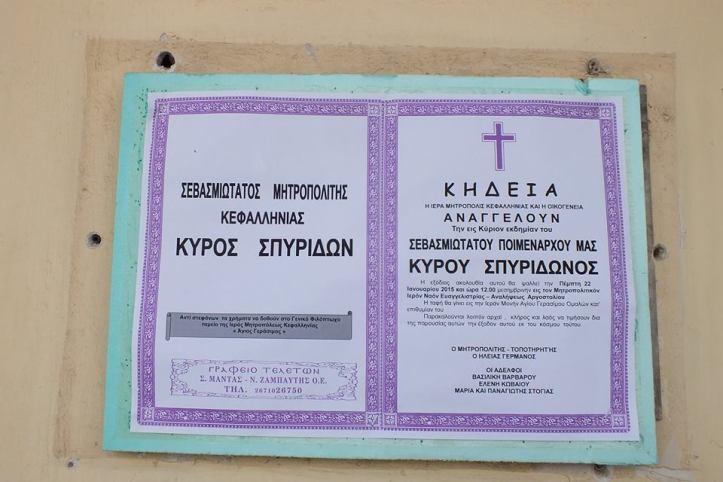 ΣΕΒΑΣΜΙΩΤΑΤΟΣ ΜΗΤΡΟΠΟΛΙΤΗΣ
ΚΕΦΑΛΛΗΝΙΑΣ
ΚΥΡΟΣ ΣΠΥΡΙΔΩΝ
Αντί στεφάνων τα χρήματα να δοθούν στο Γενικό Φιλόπτωχο
ταμείο της Ιεράς Μητροπόλεως Κεφαλληνίας
« Άγιος Γεράσιμος »
ΓΡΑΦΕΙΟ ΤΕΛΕΤΩΝ
Σ. ΜΑΝΤΑΣ - Ν. ΖΑΜΠΛΥΤΗΣ Ο.Ε.
ΤΗΛ. 2671026750
ΚΗΔΕΙΑ
Η ΙΕΡΑ ΜΗΤΡΟΠΟΛΙΣ ΚΕΦΑΛΛΗΝΙΑΣ ΚΑΙ Η ΟΙΚΟΓΕΝΕΙΑ
ΑΝΑΓΓΕΛΟΥΝ
Την εις Κύριον εκδημίαν του
ΣΕΒΑΣΜΙΩΤΑΤΟΥ ΠΟΙΜΕΝΑΡΧΟΥ ΜΑΣ
ΚΥΡΟΥ ΣΠΥΡΙΔΩΝΟΣ
Η εξόδιος ακολουθία αυτού θα ψαλλεί την Πέμπτη 22
Ιανουαρίου 2015 και ώρα 12.00 μεσημβρινήν εις τον Μητροπολιτικόν
Ιερόν Ναόν Ευαγγελιστρίας – Αναλήψεως Αργοστολίου
Η ταφή θα γίνει εις την Ιεράν Μονήν Αγίου Γερασίμου Ομαλών κατ'
επιθυμίαν του
Παρακαλούνται λοιπόν αρχαί , κλήρος και λαός να τιμήσουν δια
της παρουσίας αυτών την έξοδον αυτού εκ του κόσμου τούτου.
Ο ΜΗΤΡΟΠΟΛΙΤΗΣ - ΤΟΠΟΤΗΡΗΤΗΣ
Ο ΗΛΕΙΑΣ ΓΕΡΜΑΝΟΣ
ΟΙ ΑΔΕΛΦΟΙ
ΒΑΣΙΛΙΚΗ ΒΑΡΒΑΡΟΥ
ΕΛΕΝΗ ΚΩΒΑΙΟΥ
ΜΑΡΙΑ ΚΑΙ ΠΑΝΑΓΙΩΤΗΣ ΣΤΟΓΙΑΣ